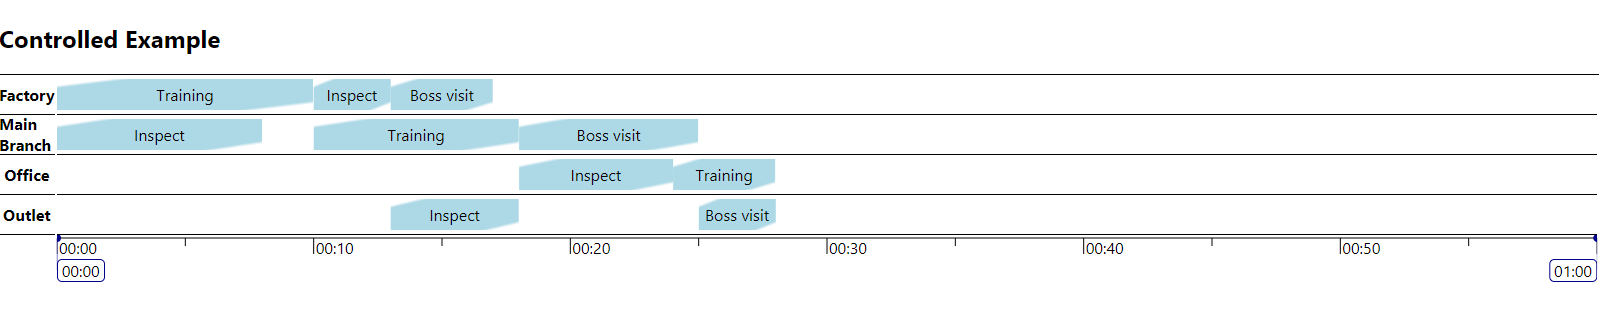 Controlled Example
Factory Training Inspect Boss visit
Main
Branch Inspect Training Boss visit
Office Inspect Training
Outlet Inspect Boss visit
00:00 00:10 00:20 00:30 00:40 00:50
00:00 01:00